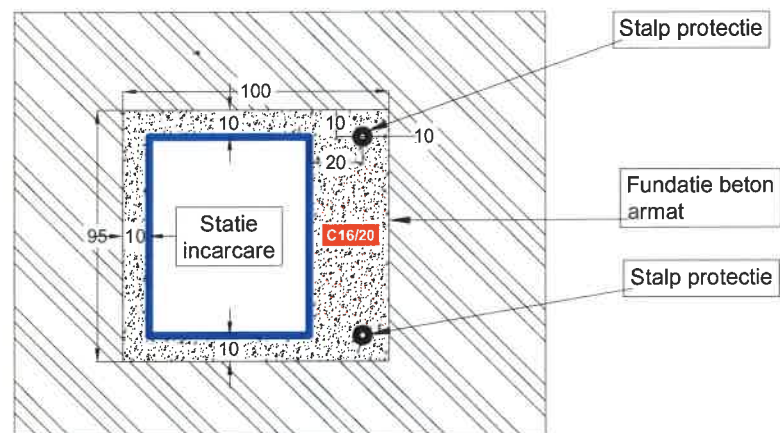 Stalp protectie
100
10
10
10
20
Fundatie beton
armat
Statie
incarcare
95
10
C16/20
Stalp protectie
10